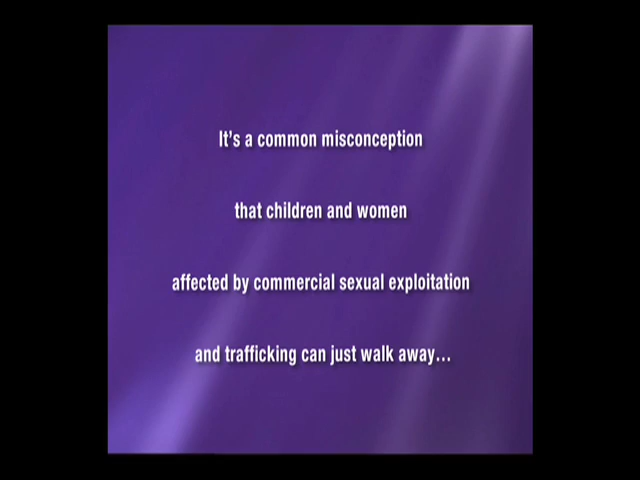 It's a common misconception
that children and women
affected by commercial sexual exploitation
and trafficking can just walk away...